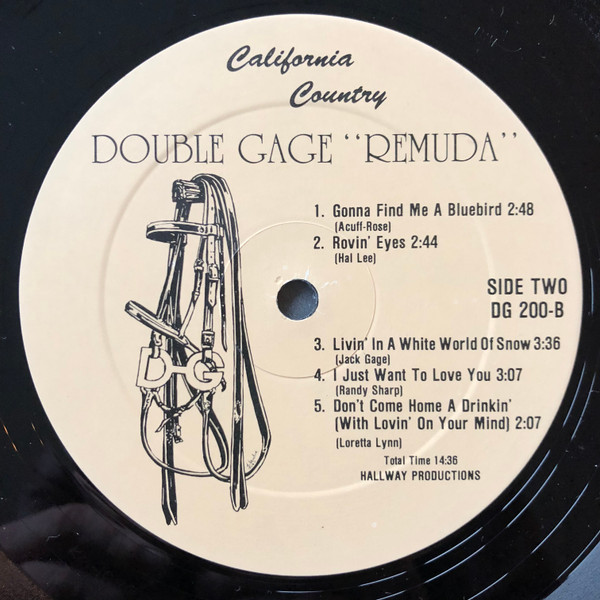 California
Country
DOUBLE GAGE "REMUDA"
1. Gonna Find Me A Bluebird 2:48
(Acuff-Rose)
2. Rovin' Eyes 2:44
(Hal Lee)
SIDE TWO
DG 200-B
3. Livin' In A White World Of Snow 3:36
(Jack Gage)
4. I Just Want To Love You 3:07
(Randy Sharp)
5. Don't Come Home A Drinkin'
(With Lovin' On Your Mind) 2:07
(Loretta Lynn)
Total Time 14:36
HALLWAY PRODUCTIONS
D-G